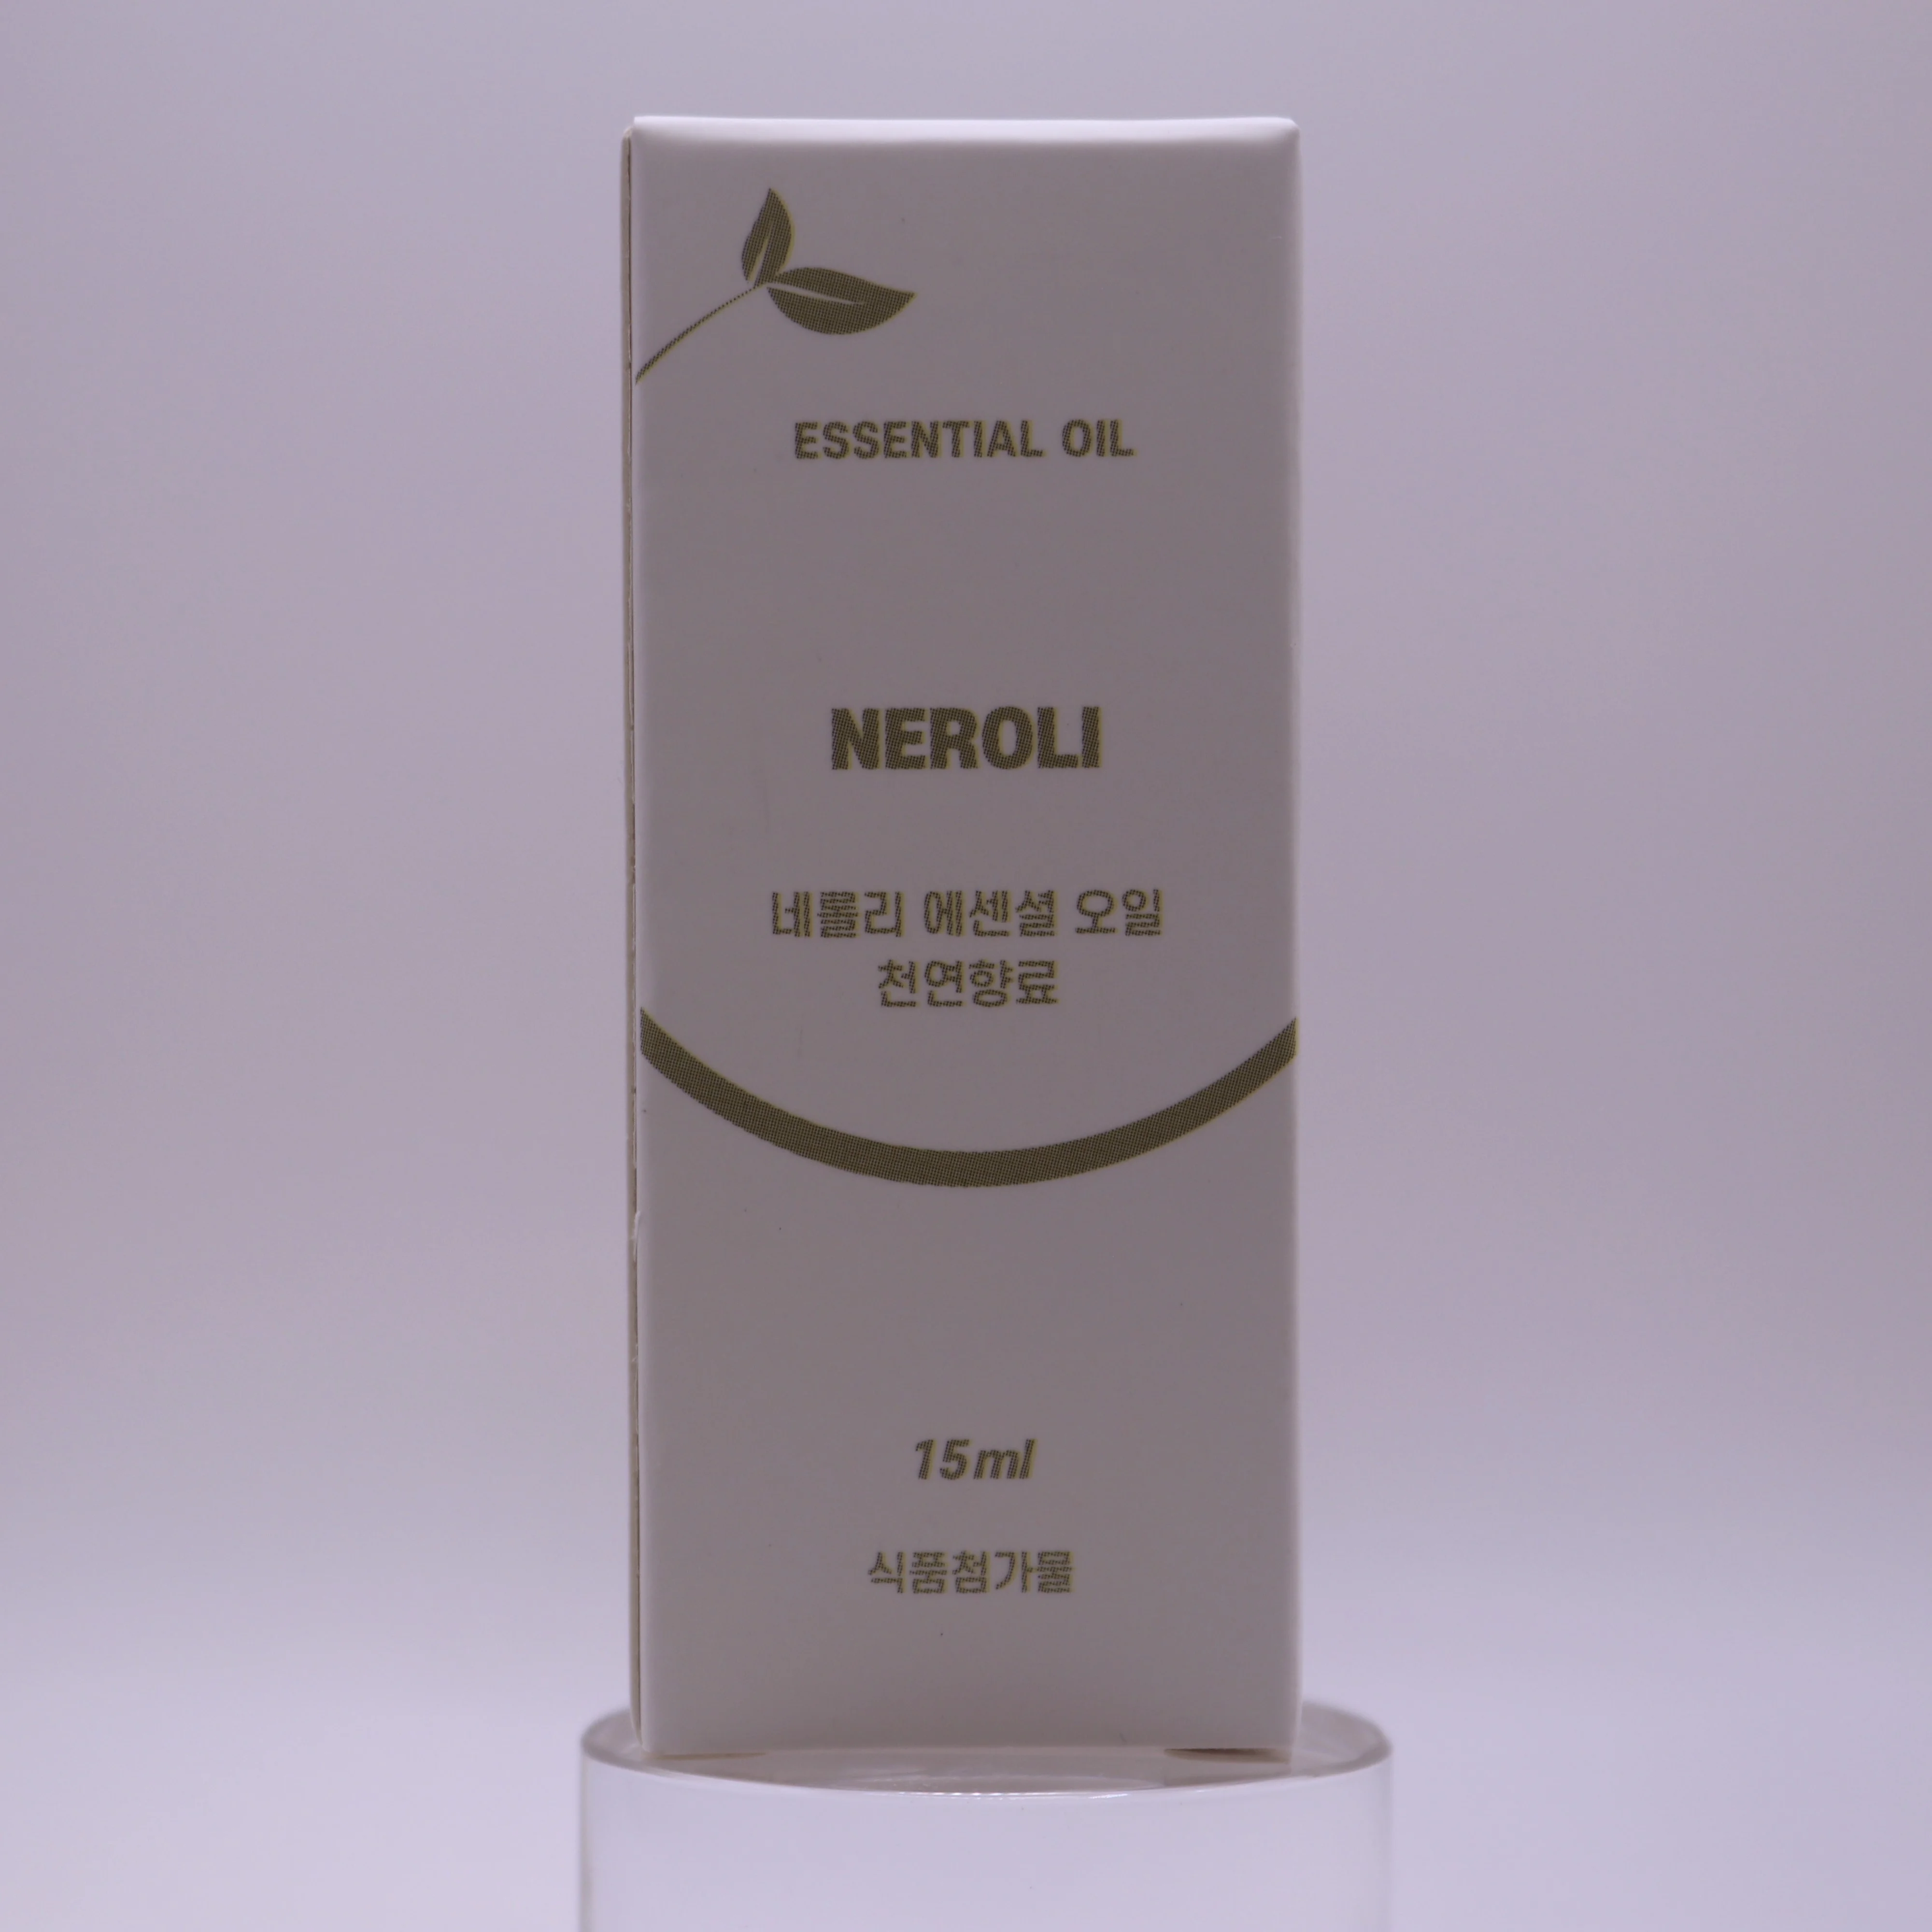 ESSENTIAL OIL
NEROLI
네롤리 에센셜 오일
천연향료
15ml
식품첨가물